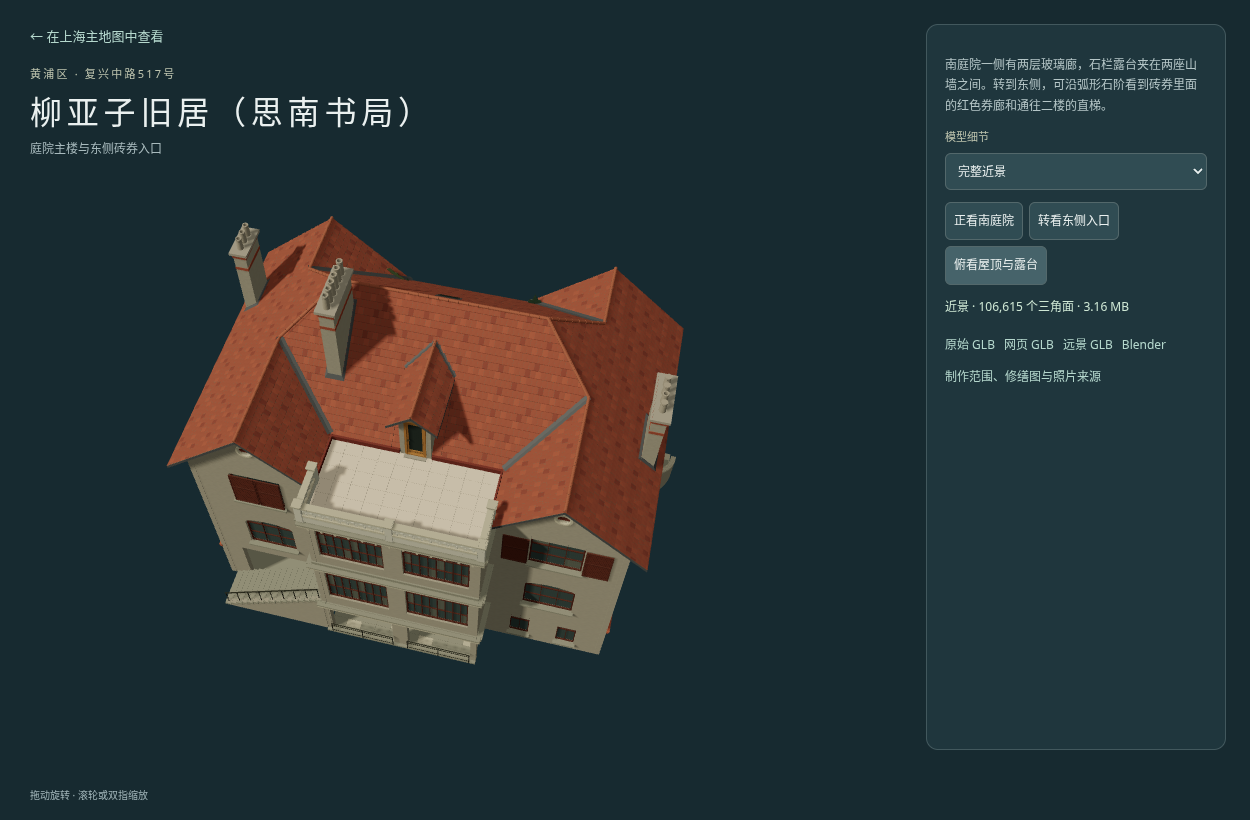 ← 在上海主地图中查看
黄浦区 · 复兴中路517号
柳亚子旧居（思南书局）
庭院主楼与东侧砖券入口
南庭院一侧有两层玻璃廊，石栏露台夹在两座山
墙之间。转到东侧，可沿弧形石阶看到砖券里面
的红色券廊和通往二楼的直梯。
模型细节
完整近景
正看南庭院
转看东侧入口
俯看屋顶与露台
近景 · 106,615 个三角面 · 3.16 MB
原始 GLB 网页 GLB 远景 GLB Blender
制作范围、修缮图与照片来源
拖动旋转 · 滚轮或双指缩放